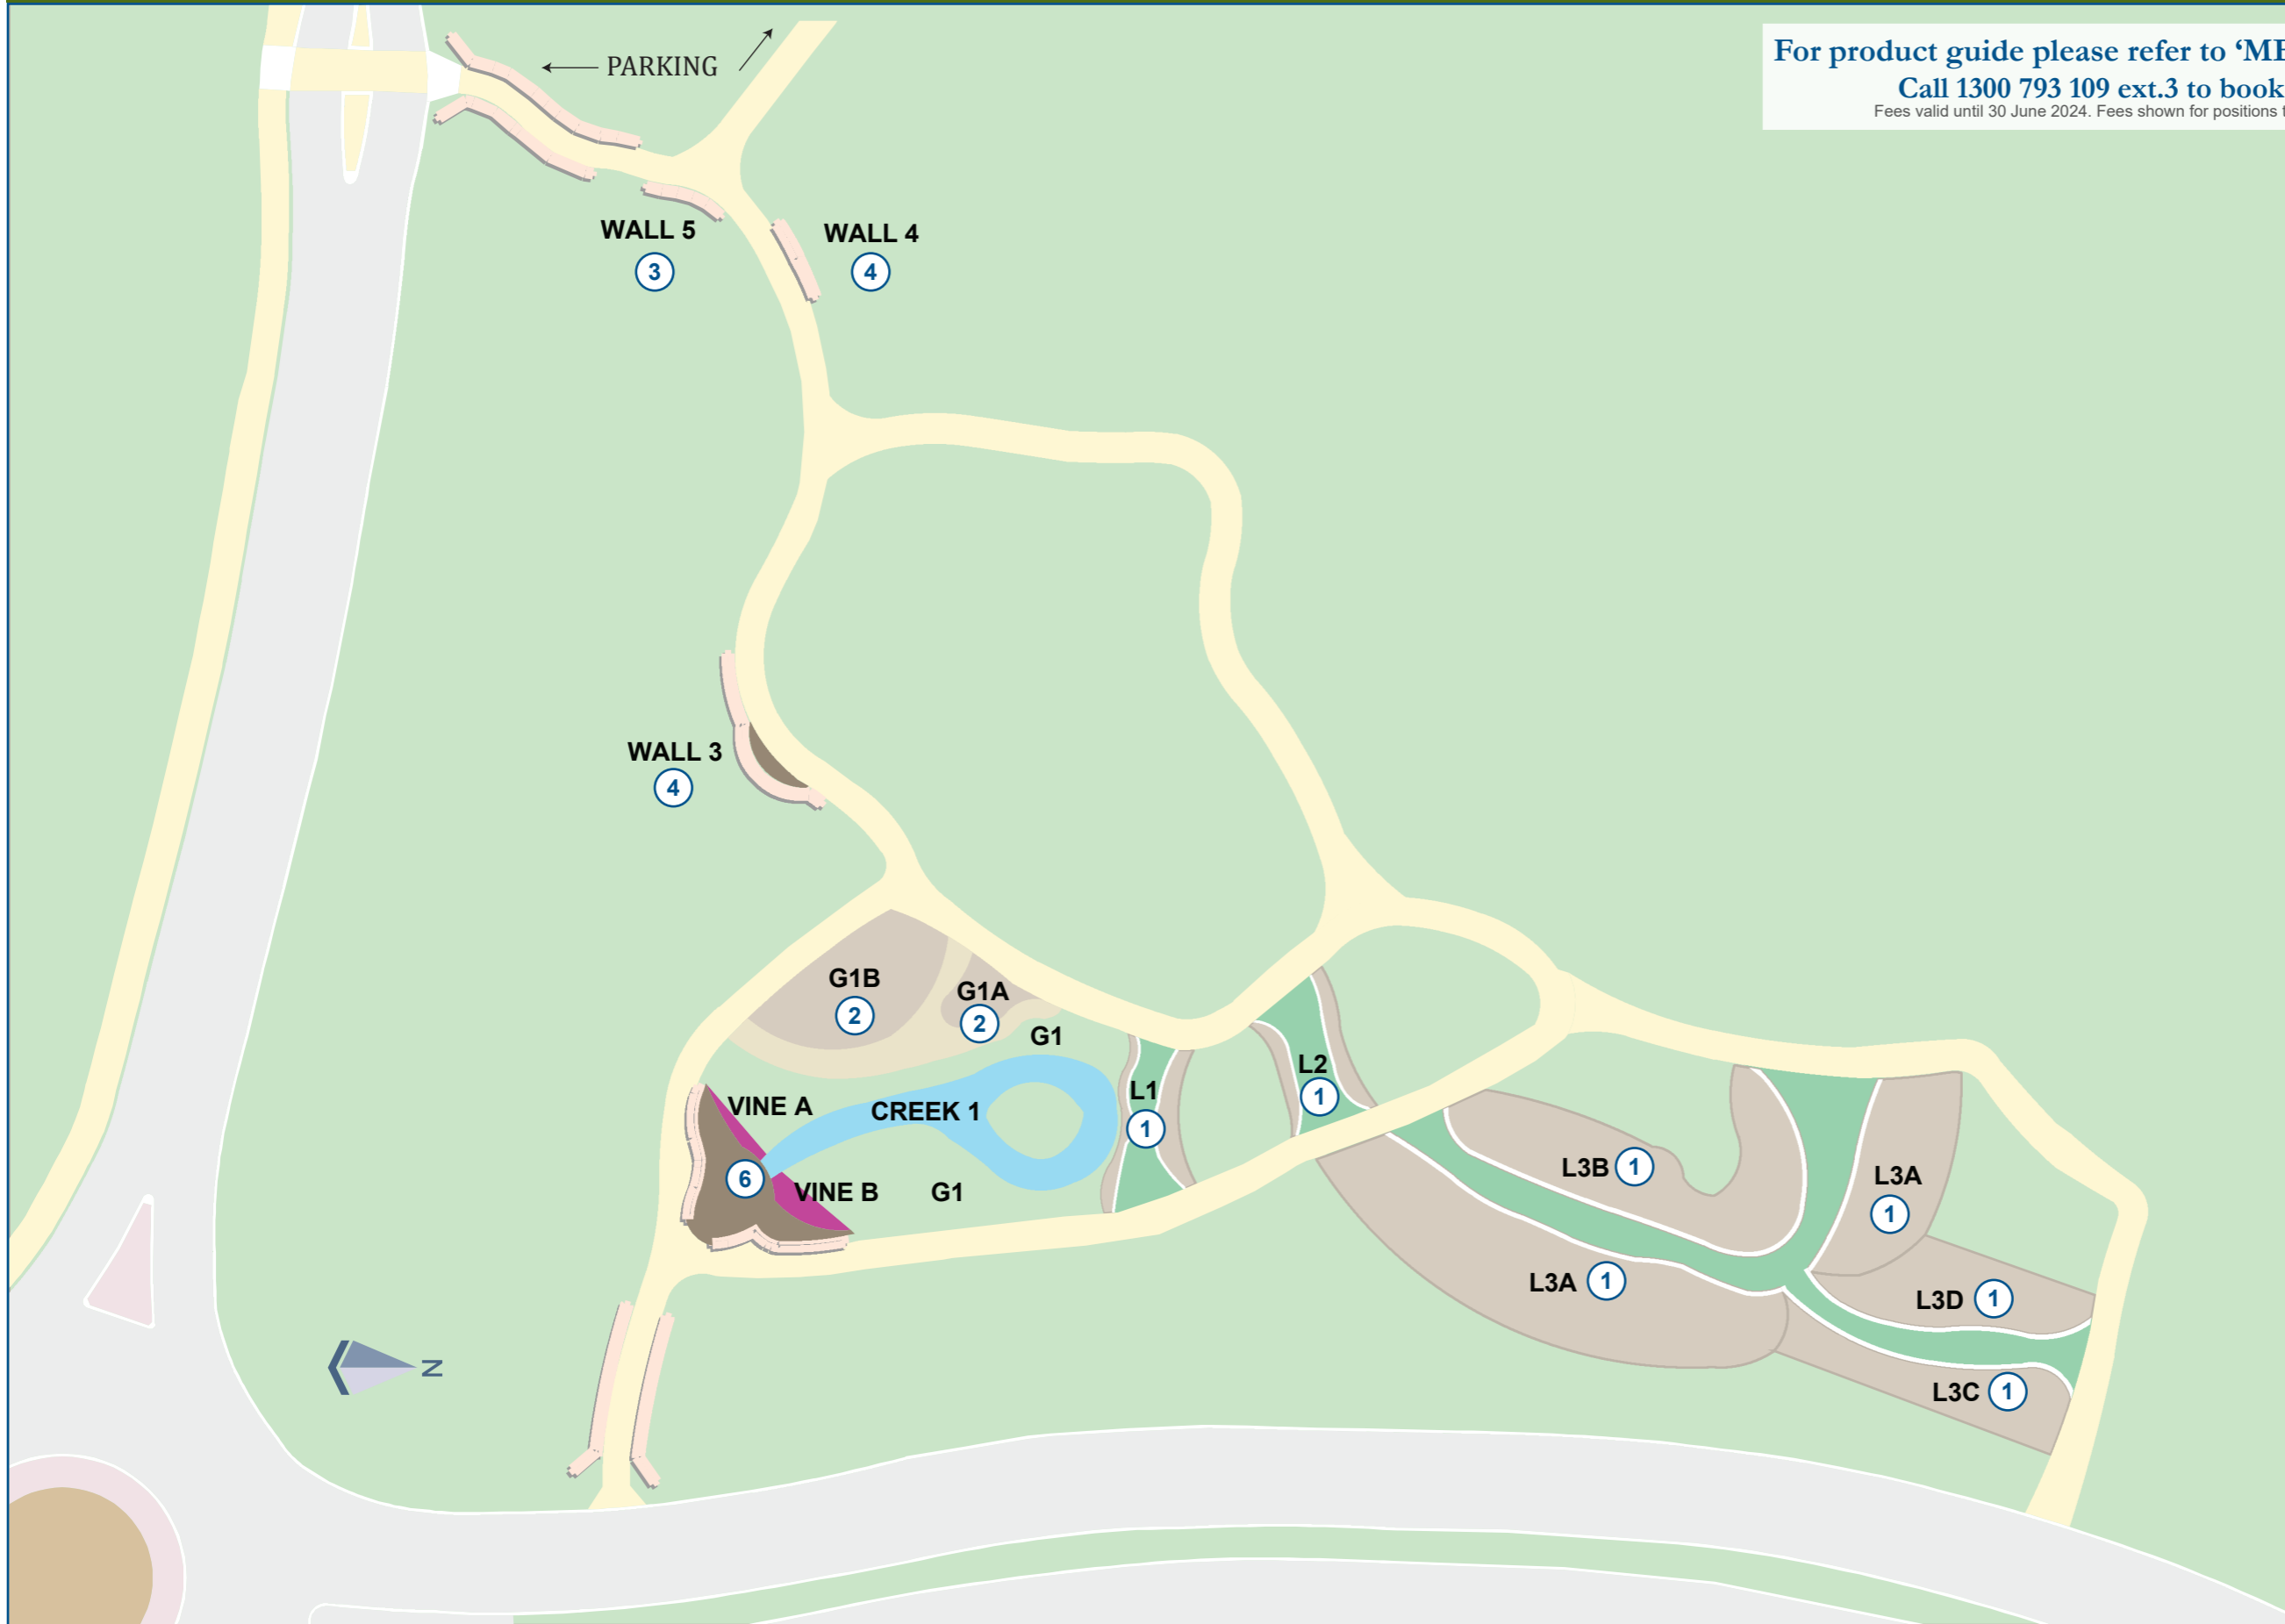 PARKING
For product guide please refer to ‘ME
Call 1300 793 109 ext.3 to book
Fees valid until 30 June 2024. Fees shown for positions t
WALL 5
3
WALL 4
4
WALL 3
4
G1B
2
G1A
2
G1
L2
1
L1
1
VINE A
CREEK 1
6
VINE B
G1
L3B 1
L3A
1
L3A 1
L3D 1
L3C 1
N